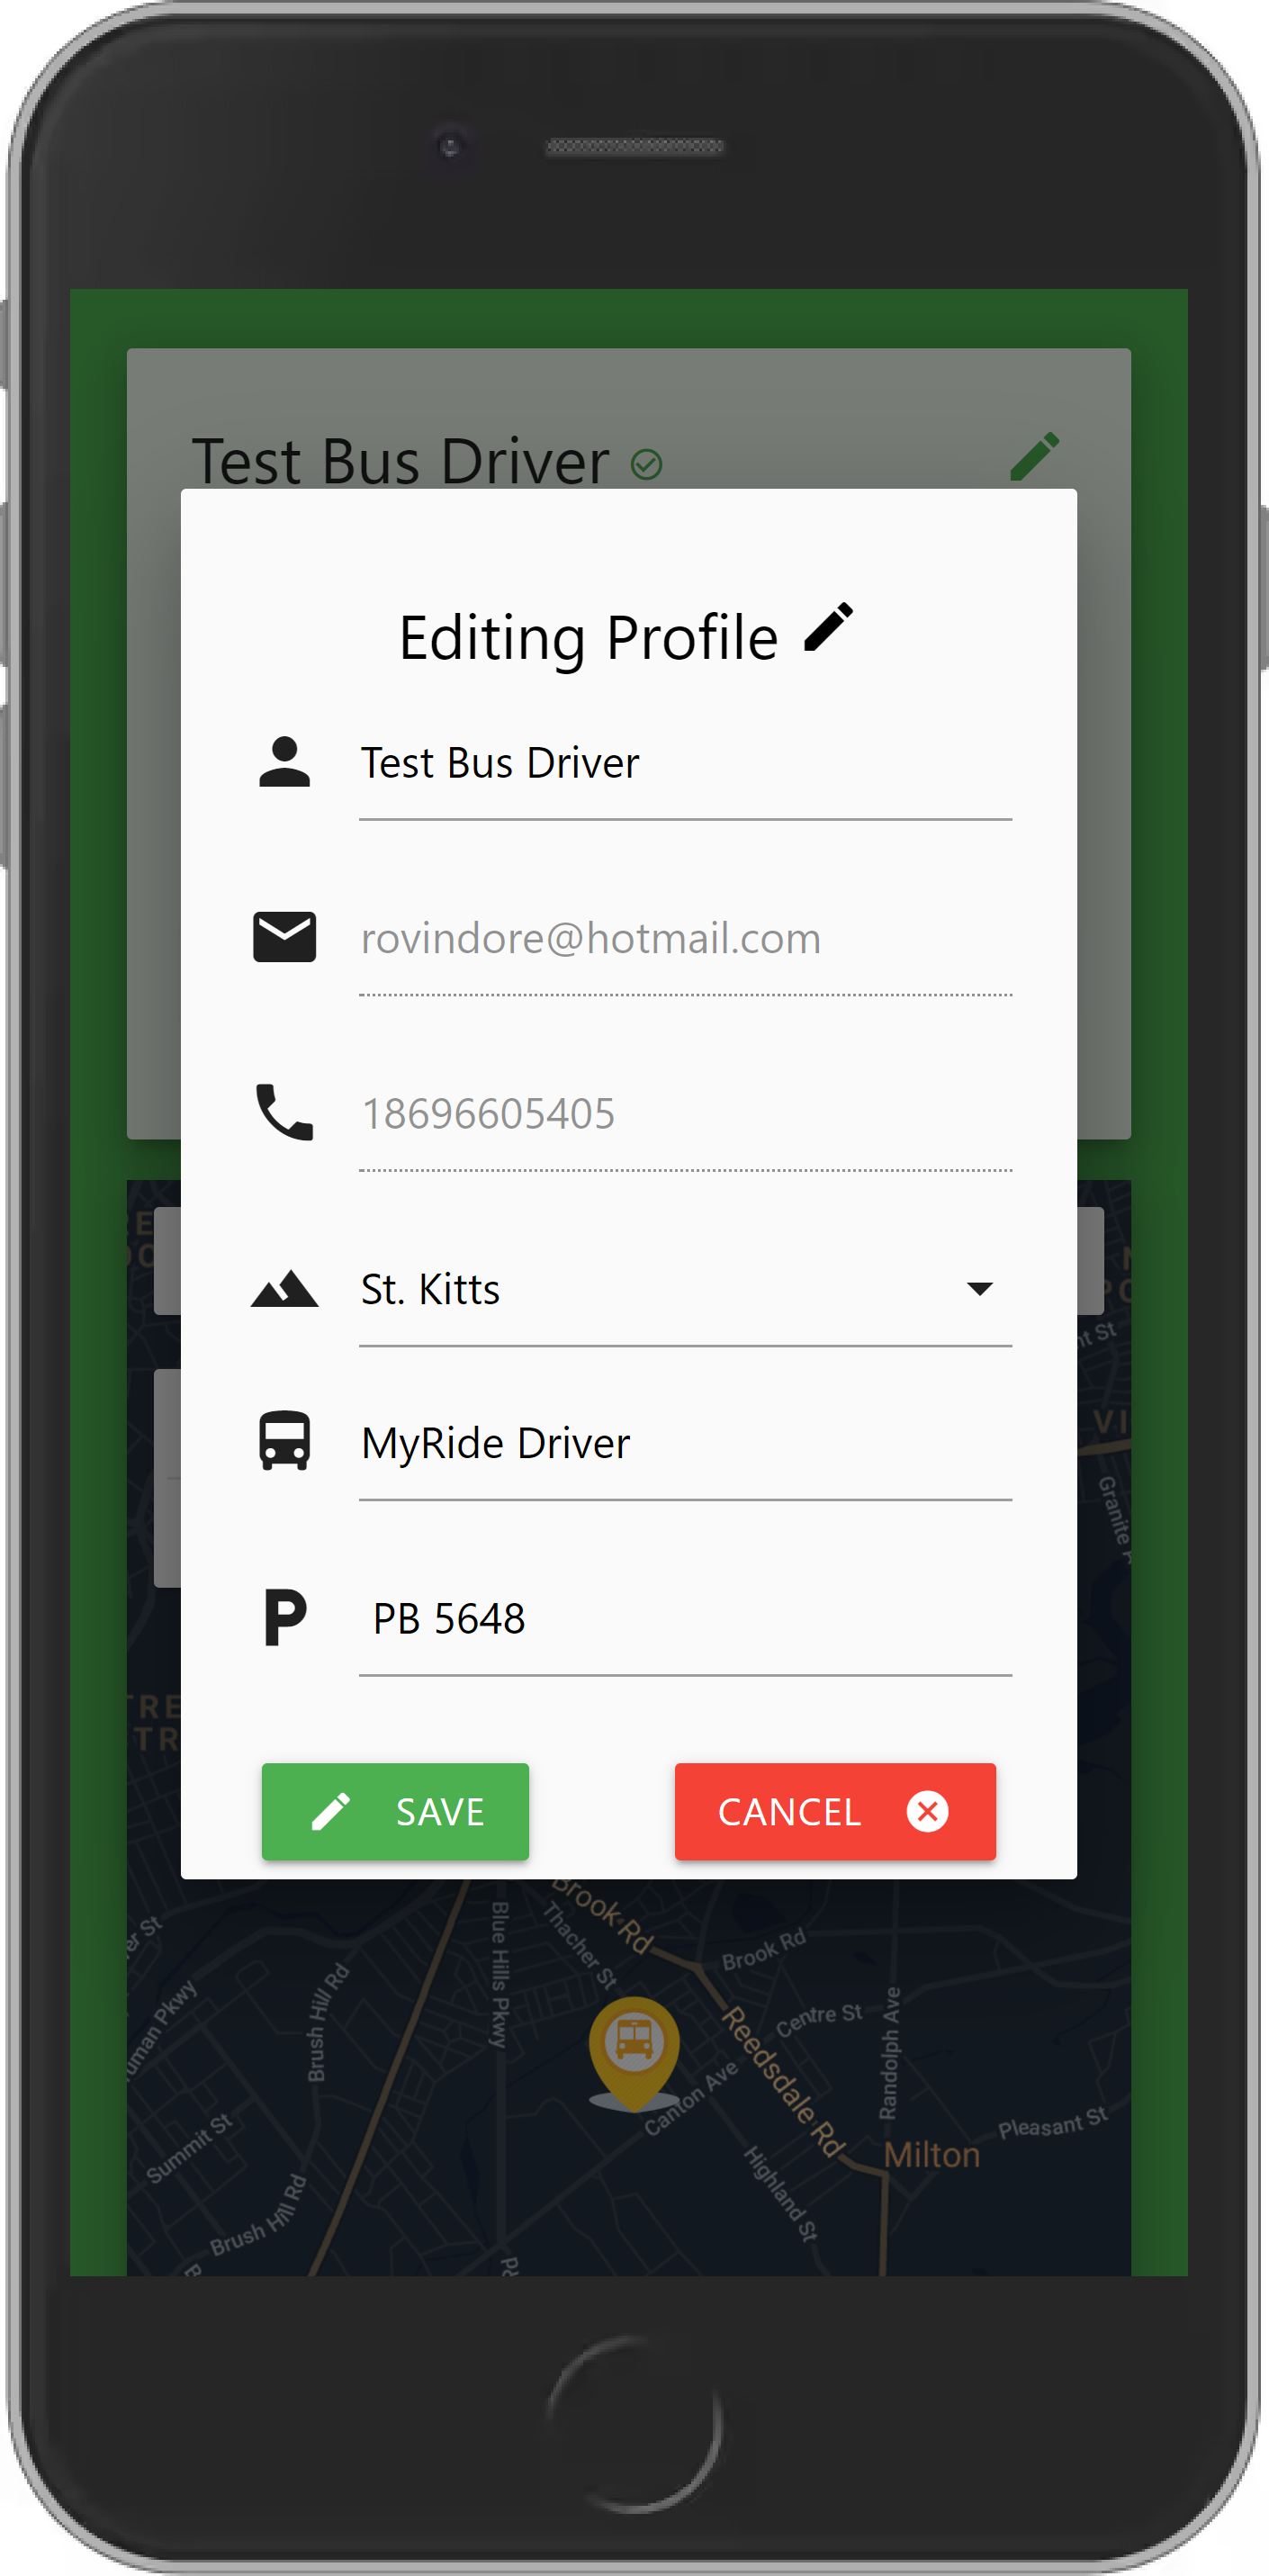 Test Bus Driver
Editing Profile
Test Bus Driver
rovindore@hotmail.com
18696605405
St. Kitts
MyRide Driver
P PB 5648
SAVE
CANCEL
Brook Rd
Thacher St
Blue Hills Pkwy
Brook Rd
Brush Hill Rd
Centre St
Reedsdale Rd
Randolph Ave
Canton Ave
Summit St
Pleasant St
Milton
Highland St
Brush Hill Rd